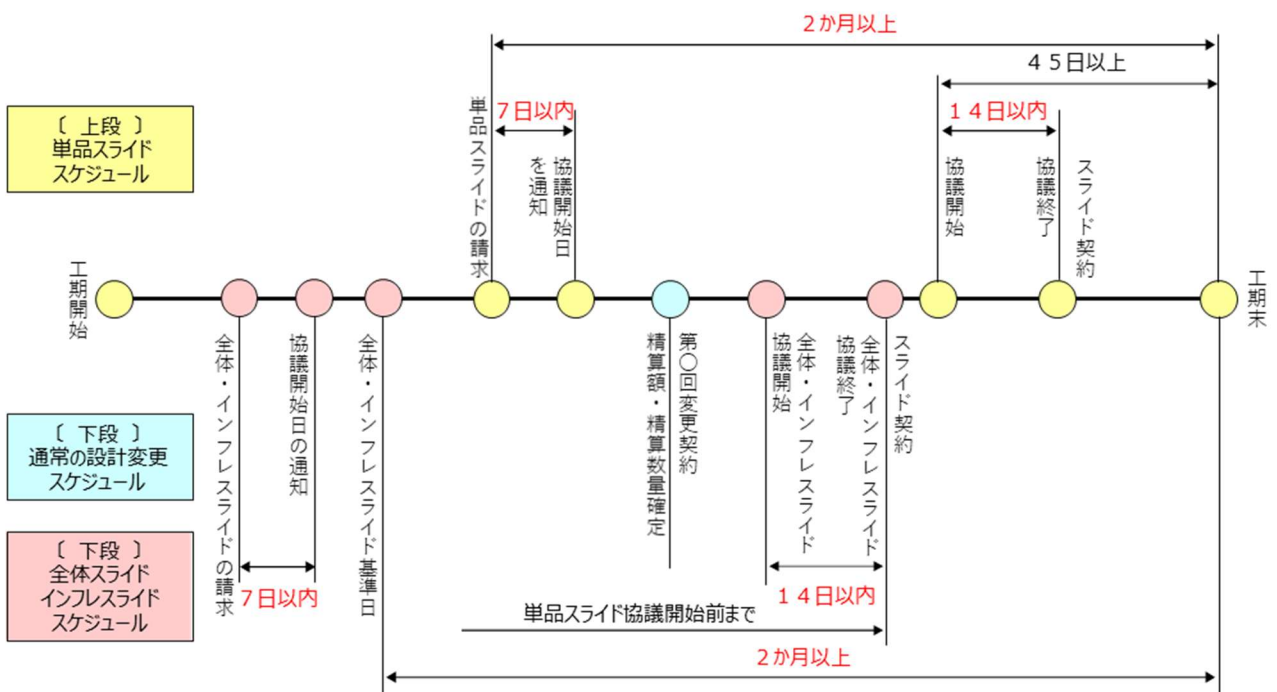 ２か月以上
４５日以上
〔 上段 〕
単品スライド
スケジュール
単品スライドの請求
７日以内
協議開始日
を通知
１４日以内
協議開始
協議終了
スライド契約
工期開始
工期末
全体・インフレスライドの請求
協議開始日の通知
全体・インフレスライド基準日
第〇回変更契約
精算額・精算数量確定
全体・インフレスライド
協議開始
スライド契約
全体・インフレスライド
協議終了
〔 下段 〕
通常の設計変更
スケジュール
〔 下段 〕
全体スライド
インフレスライド
スケジュール
７日以内
１４日以内
単品スライド協議開始前まで
２か月以上